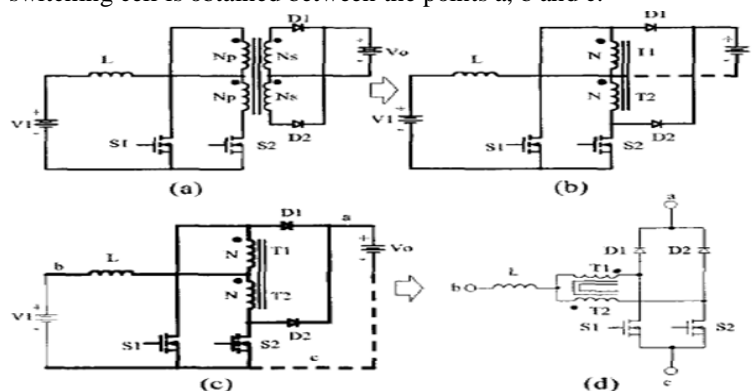 switching cell is obtained between the points a, b and c.
D1
L
Np
Ns
Vo
Np
Ns
V1
D2
S1
S2
(a)
D1
L
N
T1
N
T2
V1
D2
S1
S2
(b)
D1
a
b
L
N
T1
Vo
N
T2
V1
D2
S1
S2
c
(c)
a
D1
D2
L
T1
b
T2
S1
S2
c
(d)